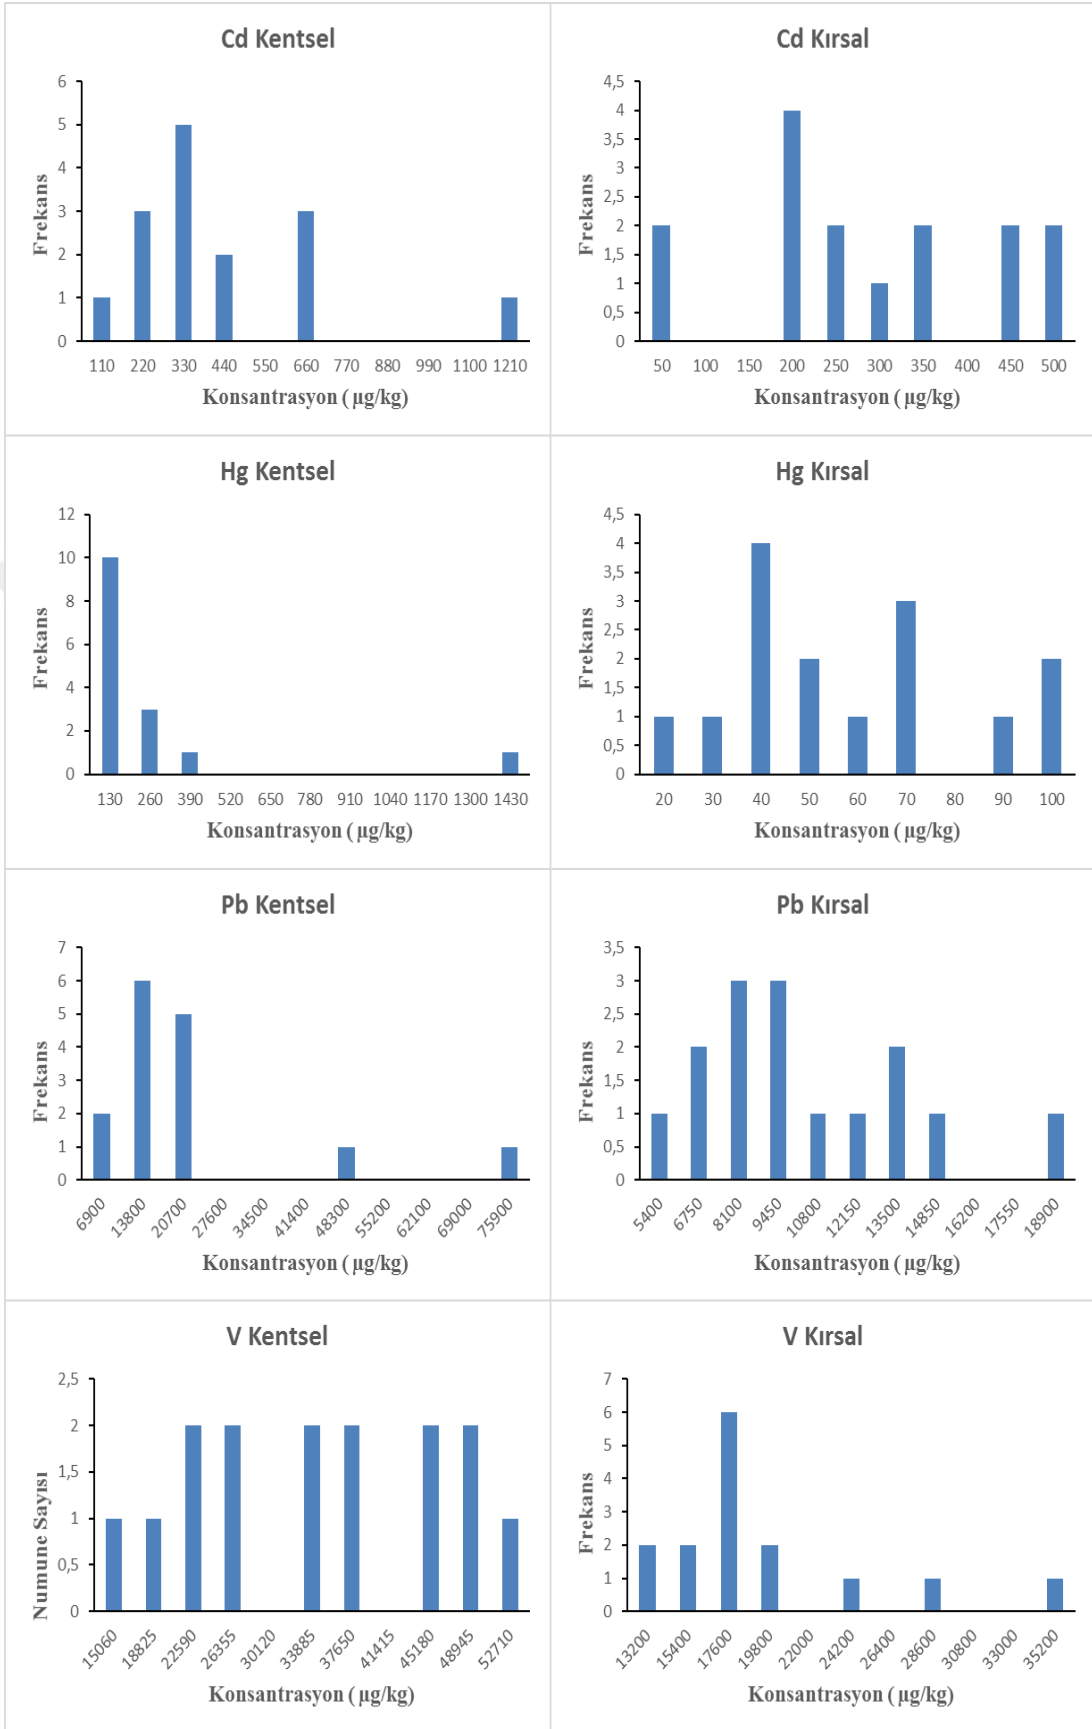 Cd Kentsel
6
5
4
3
2
1
0
Frekans
110 220 330 440 550 660 770 880 990 1100 1210
Konsantrasyon ( µg/kg)
Cd Kırsal
4,5
4
3,5
3
2,5
2
1,5
1
0,5
0
Frekans
50 100 150 200 250 300 350 400 450 500
Konsantrasyon ( µg/kg)
Hg Kentsel
12
10
8
6
4
2
0
Frekans
130 260 390 520 650 780 910 1040 1170 1300 1430
Konsantrasyon ( µg/kg)
Hg Kırsal
4,5
4
3,5
3
2,5
2
1,5
1
0,5
0
Frekans
20 30 40 50 60 70 80 90 100
Konsantrasyon ( µg/kg)
Pb Kentsel
7
6
5
4
3
2
1
0
Frekans
6900 13800 20700 27600 34500 41400 48300 55200 62100 69000 75900
Konsantrasyon ( µg/kg)
Pb Kırsal
3,5
3
2,5
2
1,5
1
0,5
0
Frekans
5400 6750 8100 9450 10800 12150 13500 14850 16200 17550 18900
Konsantrasyon ( µg/kg)
V Kentsel
2,5
2
1,5
1
0,5
0
Numune Sayısı
15060 18825 22590 26355 30120 33885 37650 41415 45180 48945 52710
Konsantrasyon ( µg/kg)
V Kırsal
7
6
5
4
3
2
1
0
Frekans
13200 15400 17600 19800 22000 24200 26400 28600 30800 33000 35200
Konsantrasyon ( µg/kg)